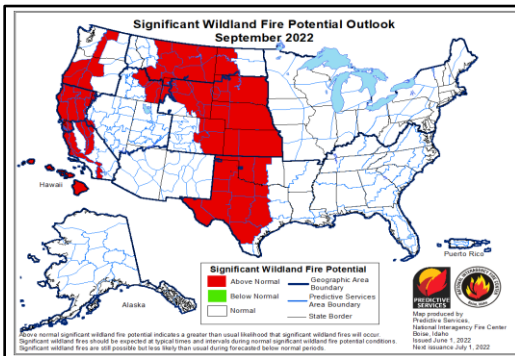 Significant Wildland Fire Potential Outlook
September 2022
Hawaii
Alaska
Puerto Rico
Significant Wildland Fire Potential
Above Normal
Below Normal
Normal
Geographic Area
Boundary
Predictive Services
Area Boundary
State Border
PREDICTIVE
SERVICES
Map produced by
Predictive Services,
National Interagency Fire Center
Boise, Idaho
Issued June 1, 2022
Next issuance July 1, 2022
Above normal significant wildland fire potential indicates a greater than usual likelihood that significant wildland fires will occur.
Significant wildland fires should be expected at typical times and intervals during normal significant wildland fire potential conditions.
Significant wildland fires are still possible but less likely than usual during forecasted below normal periods.